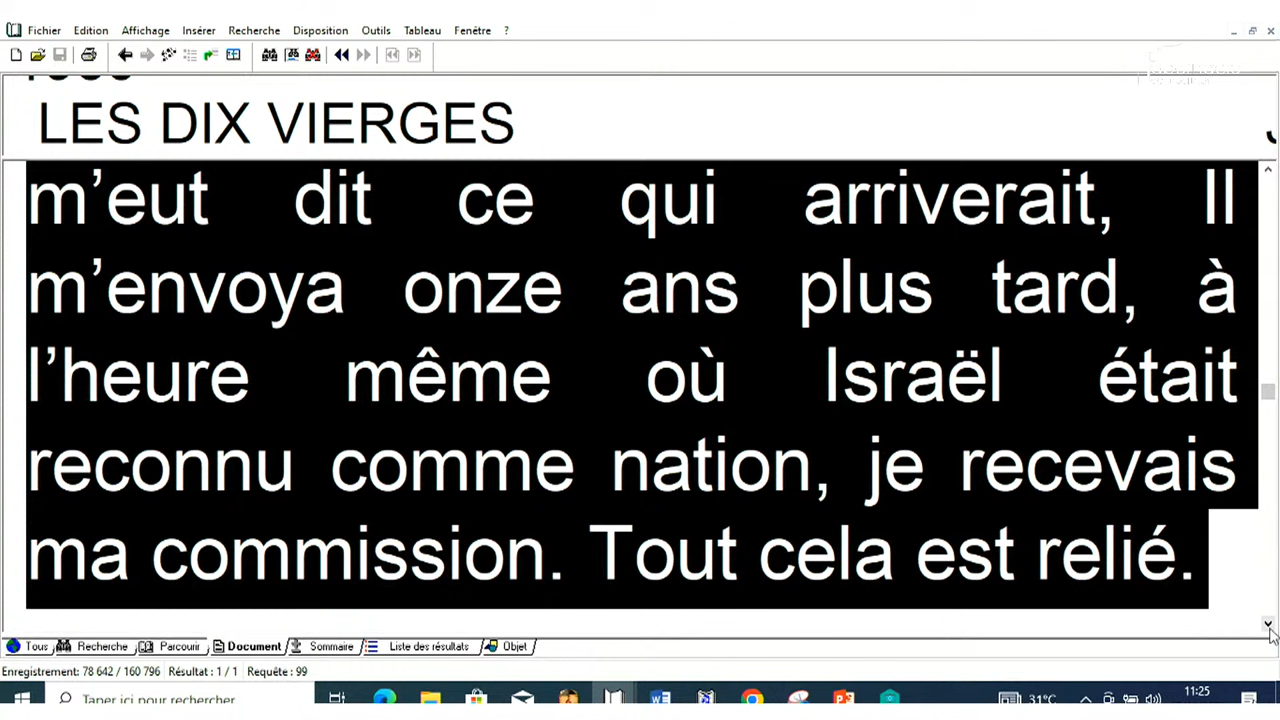 Fichier Edition Affichage Insérer Recherche Disposition Outils Tableau Fenêtre ?
LES DIX VIERGES
m’eut dit ce qui arriverait, Il
m’envoya onze ans plus tard, à
l’heure même où Israël était
reconnu comme nation, je recevais
ma commission. Tout cela est relié.
Tous Recherche Parcourir Document Sommaire Liste des résultats Objet
Enregistrement: 78 642 / 160 796 Résultat : 1 / 1 Requête : 99
Taper ici pour rechercher 31°C 11:25